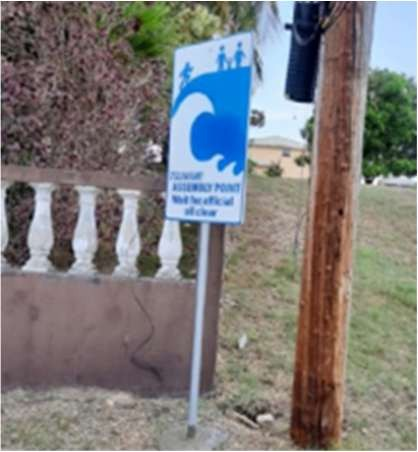 TSUNAMI
ASSEMBLY POINT
Wait for official
all clear